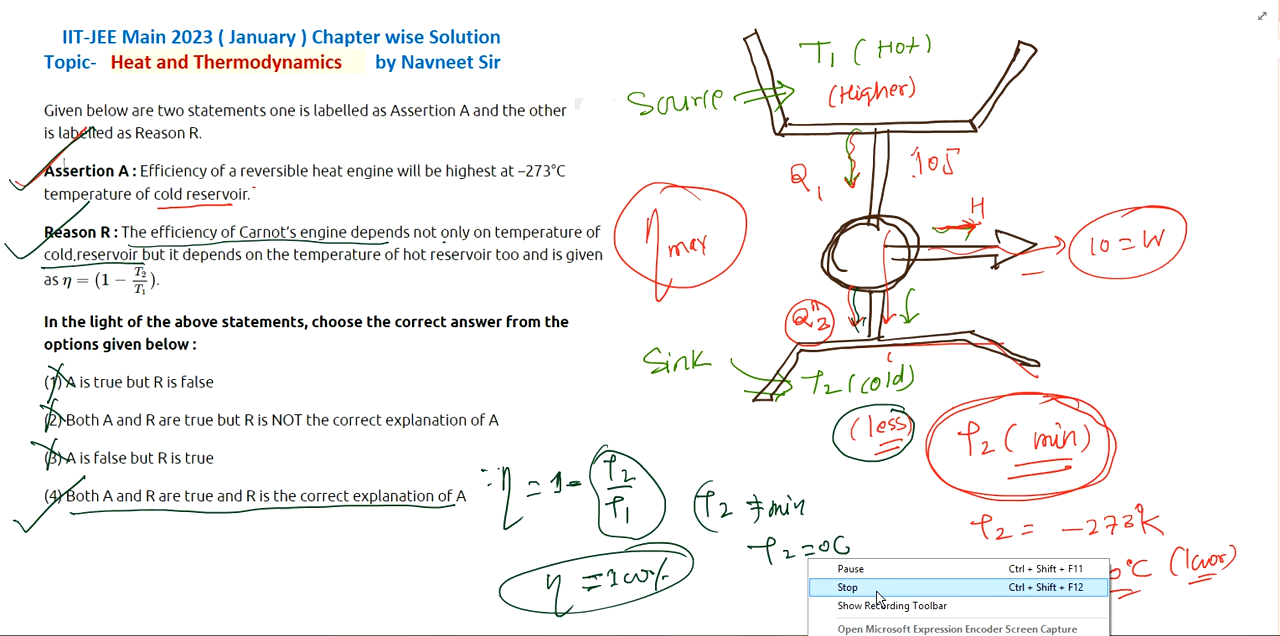 IIT-JEE Main 2023 ( January ) Chapter wise Solution
Topic- Heat and Thermodynamics by Navneet Sir
Given below are two statements one is labelled as Assertion A and the other
is labelled as Reason R.
Assertion A : Efficiency of a reversible heat engine will be highest at –273°C
temperature of cold reservoir.
Reason R : The efficiency of Carnot's engine depends not only on temperature of
cold reservoir but it depends on the temperature of hot reservoir too and is given
as η = (1 − T₂/T₁).
In the light of the above statements, choose the correct answer from the
options given below :
(1) A is true but R is false
(2) Both A and R are true but R is NOT the correct explanation of A
(3) A is false but R is true
(4) Both A and R are true and R is the correct explanation of A
T₁ (Hot)
(Higher)
Source
Q₁
10J
H
η max
10 = W
Sink
T₂ (cold)
(less)
T₂ (min)
∵ η = 1 - T₂/T₁
(T₂ min
T₂ = 0
T₂ = -273°K
η = 100%
°C
Pause Ctrl + Shift + F11
Stop Ctrl + Shift + F12
Show Recording Toolbar
Open Microsoft Expression Encoder Screen Capture